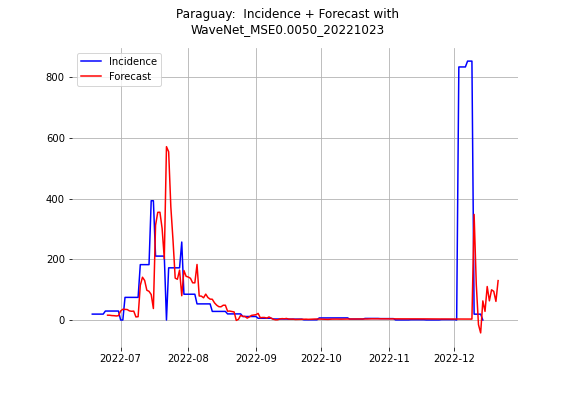 Paraguay:  Incidence + Forecast with
WaveNet_MSE0.0050_20221023
Incidence
Forecast
800
600
400
200
0
2022-07
2022-08
2022-09
2022-10
2022-11
2022-12